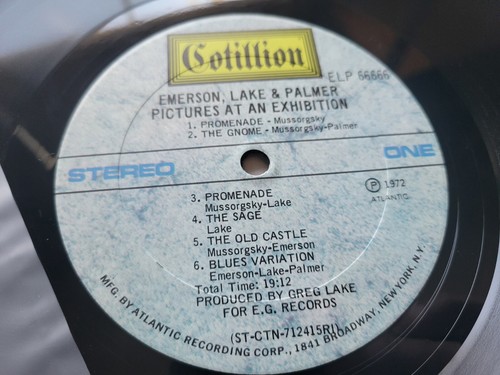 Cotillion
ELP 66666
EMERSON, LAKE & PALMER
PICTURES AT AN EXHIBITION
1. PROMENADE - Mussorgsky
2. THE GNOME - Mussorgsky-Palmer
STEREO
ONE
3. PROMENADE
Mussorgsky-Lake
4. THE SAGE
Lake
5. THE OLD CASTLE
Mussorgsky-Emerson
6. BLUES VARIATION
Emerson-Lake-Palmer
Total Time: 19:12
PRODUCED BY GREG LAKE
FOR E.G. RECORDS
Ⓟ 1972
ATLANTIC
(ST-CTN-712415RI)
MFG. BY ATLANTIC RECORDING CORP., 1841 BROADWAY, NEW YORK, N.Y.